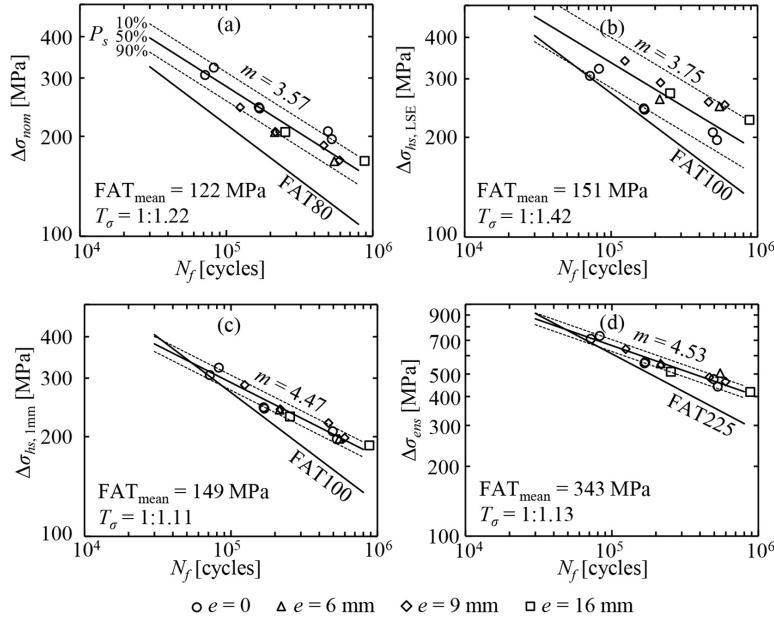 (a)
Δσnom [MPa]
400
300
200
100
Ps
10%
50%
90%
m = 3.57
FAT80
FATmean = 122 MPa
Tσ = 1:1.22
10^4 10^5 10^6
Nf [cycles]
(b)
Δσhs, LSE [MPa]
400
300
200
100
m = 3.75
FAT100
FATmean = 151 MPa
Tσ = 1:1.42
10^4 10^5 10^6
Nf [cycles]
(c)
Δσhs, 1mm [MPa]
400
300
200
100
m = 4.47
FAT100
FATmean = 149 MPa
Tσ = 1:1.11
10^4 10^5 10^6
Nf [cycles]
(d)
Δσens [MPa]
900
700
500
400
300
200
100
m = 4.53
FAT225
FATmean = 343 MPa
Tσ = 1:1.13
10^4 10^5 10^6
Nf [cycles]
e = 0 e = 6 mm e = 9 mm e = 16 mm